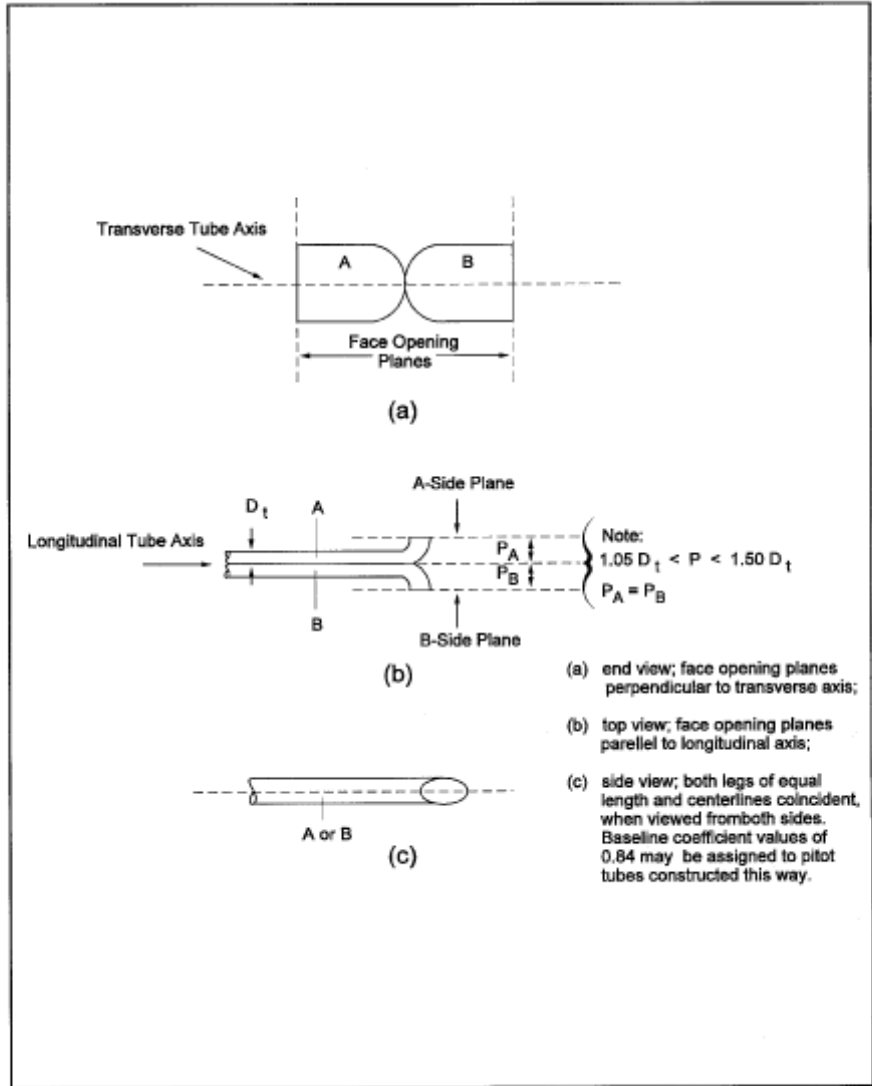 Transverse Tube Axis
A
B
Face Opening
Planes
(a)
A-Side Plane
D t
A
Longitudinal Tube Axis
P A
P B
Note:
1.05 D t < P < 1.50 D t
P A = P B
B
B-Side Plane
(b)
(a) end view; face opening planes
perpendicular to transverse axis;
(b) top view; face opening planes
parellel to longitudinal axis;
(c) side view; both legs of equal
length and centerlines coincident,
when viewed fromboth sides.
Baseline coefficient values of
0.84 may be assigned to pitot
tubes constructed this way.
A or B
(c)